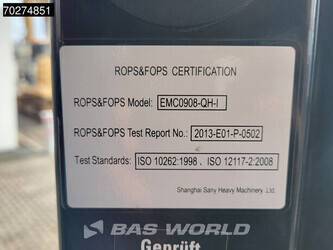 70274851
ROPS&FOPS CERTIFICATION
ROPS&FOPS Model: EMC0908-QH-I
ROPS&FOPS Test Report No.: 2013-E01-P-0502
Test Standards: ISO 10262:1998 . ISO 12117-2:2008
Shanghai Sany Heavy Machinery Ltd.
BAS WORLD
Geprüft